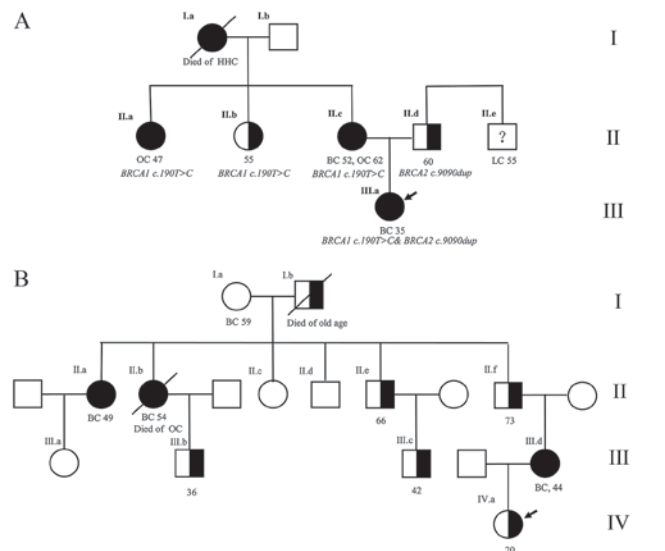 A
I.a
I.b
I
Died of HHC
II.a
II.b
II.c
II.d
II.e
II
?
OC 47
55
BC 52, OC 62
60
LC 55
BRCA1 c.190T>C
BRCA1 c.190T>C
BRCA1 c.190T>C
BRCA2 c.9090dup
III.a
III
BC 35
BRCA1 c.190T>C& BRCA2 c.9090dup
B
I.a
I.b
I
BC 59
Died of old age
II.a
II.b
II.c
II.d
II.e
II.f
II
BC 49
BC 54
Died of OC
66
73
III.a
III.b
III.c
III.d
III
36
42
BC, 44
IV.a
IV